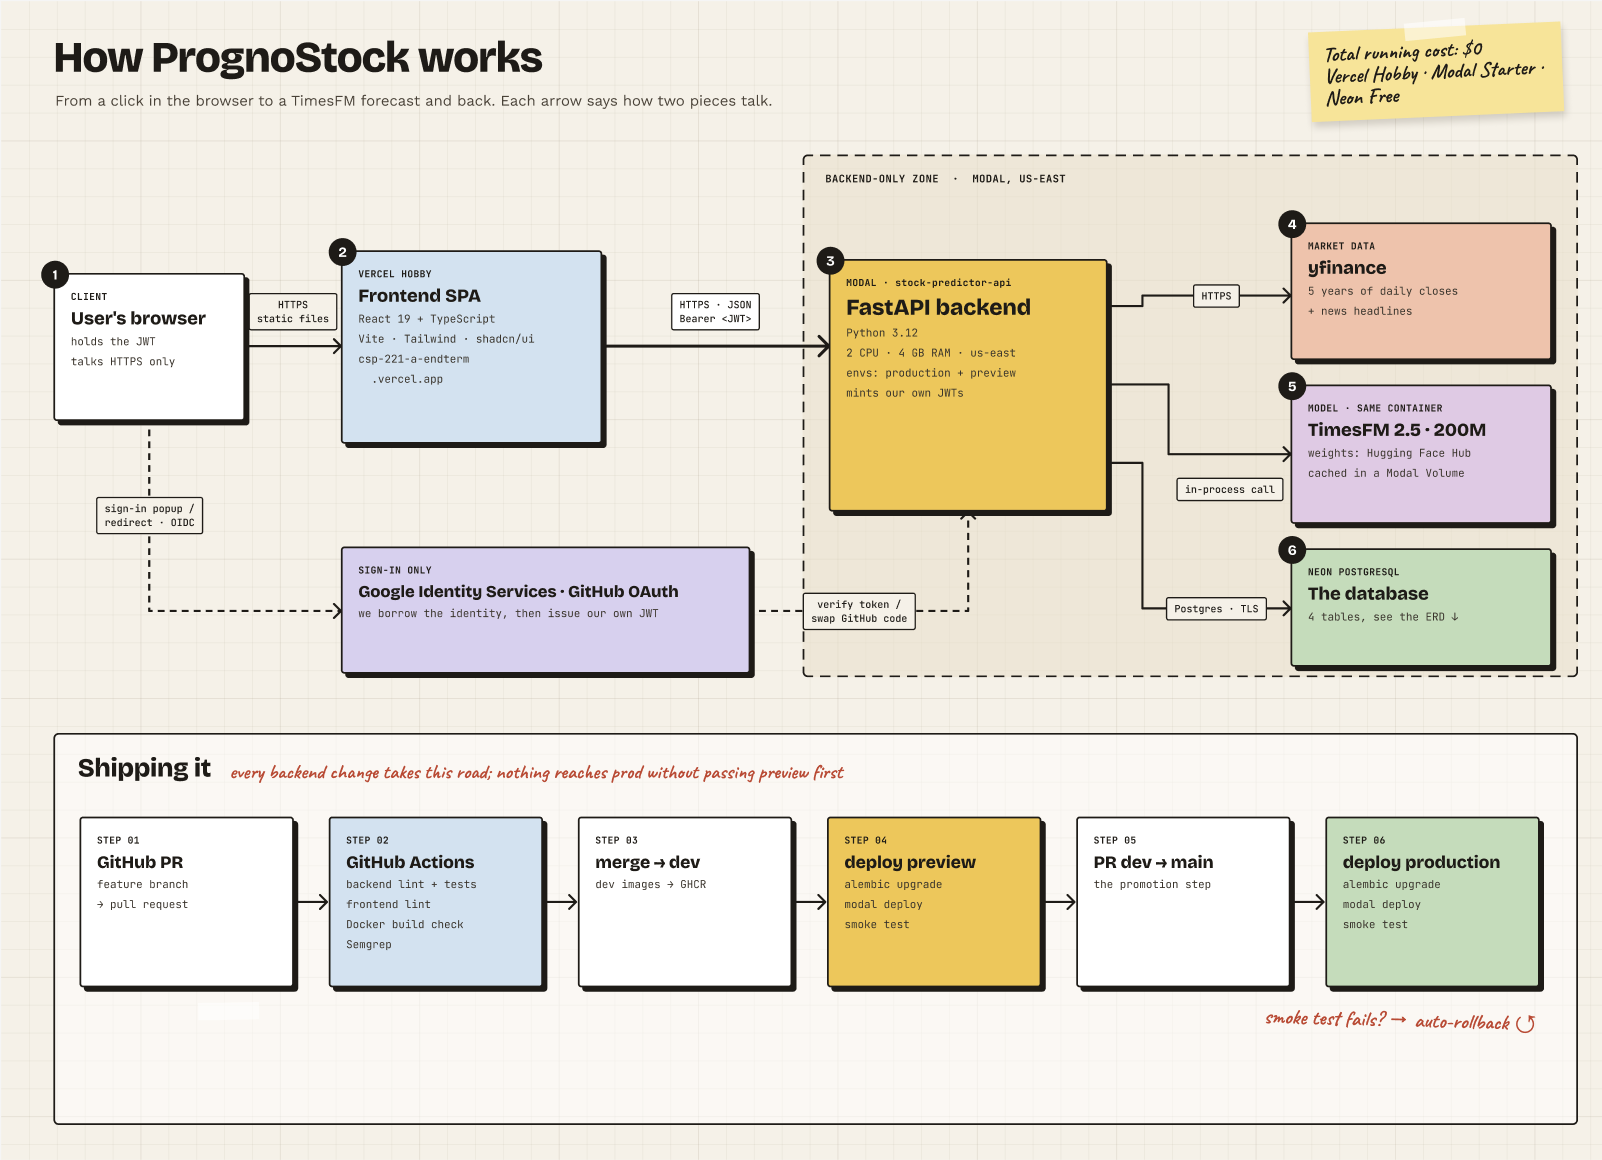 How PrognoStock works
From a click in the browser to a TimesFM forecast and back. Each arrow says how two pieces talk.
Total running cost: $0
Vercel Hobby · Modal Starter ·
Neon Free
BACKEND-ONLY ZONE · MODAL, US-EAST
1
CLIENT
User's browser
holds the JWT
talks HTTPS only
HTTPS
static files
2
VERCEL HOBBY
Frontend SPA
React 19 + TypeScript
Vite · Tailwind · shadcn/ui
csp-221-a-endterm
.vercel.app
HTTPS · JSON
Bearer <JWT>
3
MODAL · stock-predictor-api
FastAPI backend
Python 3.12
2 CPU · 4 GB RAM · us-east
envs: production + preview
mints our own JWTs
HTTPS
4
MARKET DATA
yfinance
5 years of daily closes
+ news headlines
in-process call
5
MODEL · SAME CONTAINER
TimesFM 2.5 · 200M
weights: Hugging Face Hub
cached in a Modal Volume
Postgres · TLS
6
NEON POSTGRESQL
The database
4 tables, see the ERD ↓
sign-in popup /
redirect · OIDC
SIGN-IN ONLY
Google Identity Services · GitHub OAuth
we borrow the identity, then issue our own JWT
verify token /
swap GitHub code
Shipping it
every backend change takes this road; nothing reaches prod without passing preview first
STEP 01
GitHub PR
feature branch
→ pull request
STEP 02
GitHub Actions
backend lint + tests
frontend lint
Docker build check
Semgrep
STEP 03
merge → dev
dev images → GHCR
STEP 04
deploy preview
alembic upgrade
modal deploy
smoke test
STEP 05
PR dev → main
the promotion step
STEP 06
deploy production
alembic upgrade
modal deploy
smoke test
smoke test fails? → auto-rollback